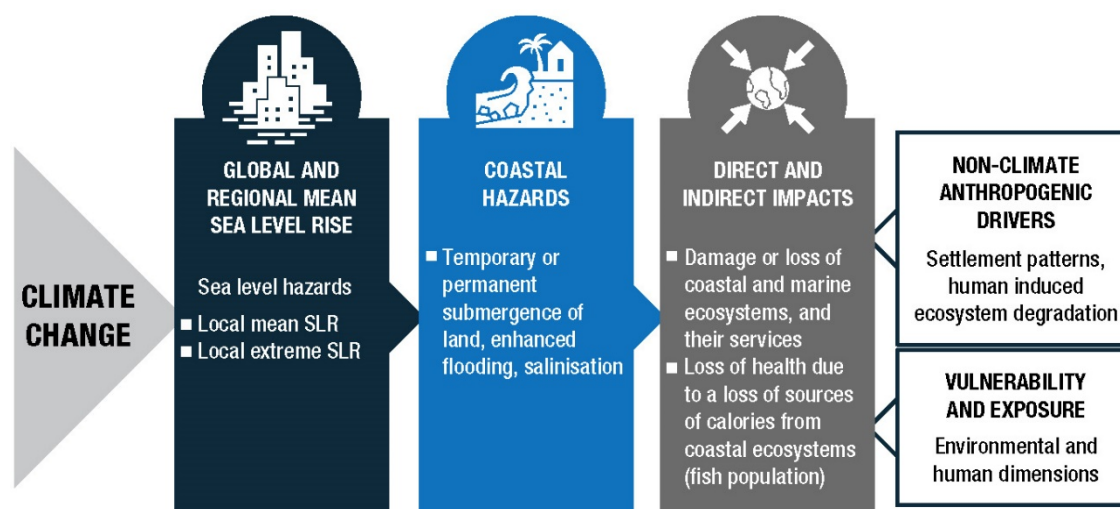 CLIMATE
CHANGE
GLOBAL AND
REGIONAL MEAN
SEA LEVEL RISE
Sea level hazards
■ Local mean SLR
■ Local extreme SLR
COASTAL
HAZARDS
■ Temporary or
permanent
submergence of
land, enhanced
flooding, salinisation
DIRECT AND
INDIRECT IMPACTS
■ Damage or loss of
coastal and marine
ecosystems, and
their services
■ Loss of health due
to a loss of sources
of calories from
coastal ecosystems
(fish population)
NON-CLIMATE
ANTHROPOGENIC
DRIVERS
Settlement patterns,
human induced
ecosystem degradation
VULNERABILITY
AND EXPOSURE
Environmental and
human dimensions